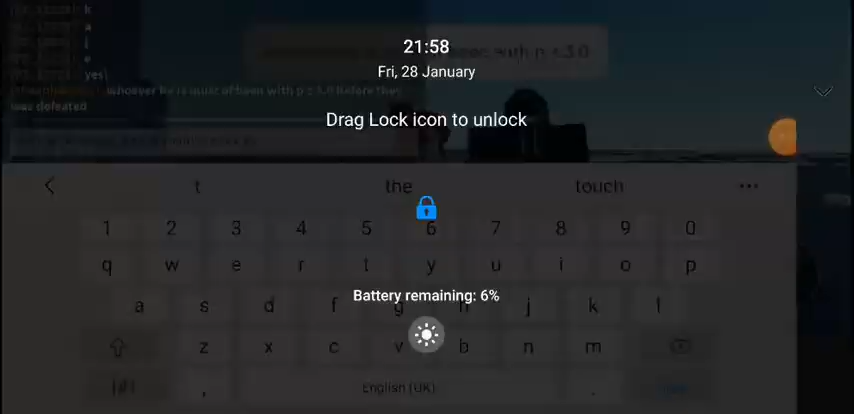 k
a
i
e
yes
21:58
Fri, 28 January
whoever he is must of been with p < 3.0 Before they
was defeated
Drag Lock icon to unlock
t the touch
1 2 3 4 5 6 7 8 9 0
q w e r t y u i o p
Battery remaining: 6%
a s d f g h j k l
z x c v b n m
, English (UK) .